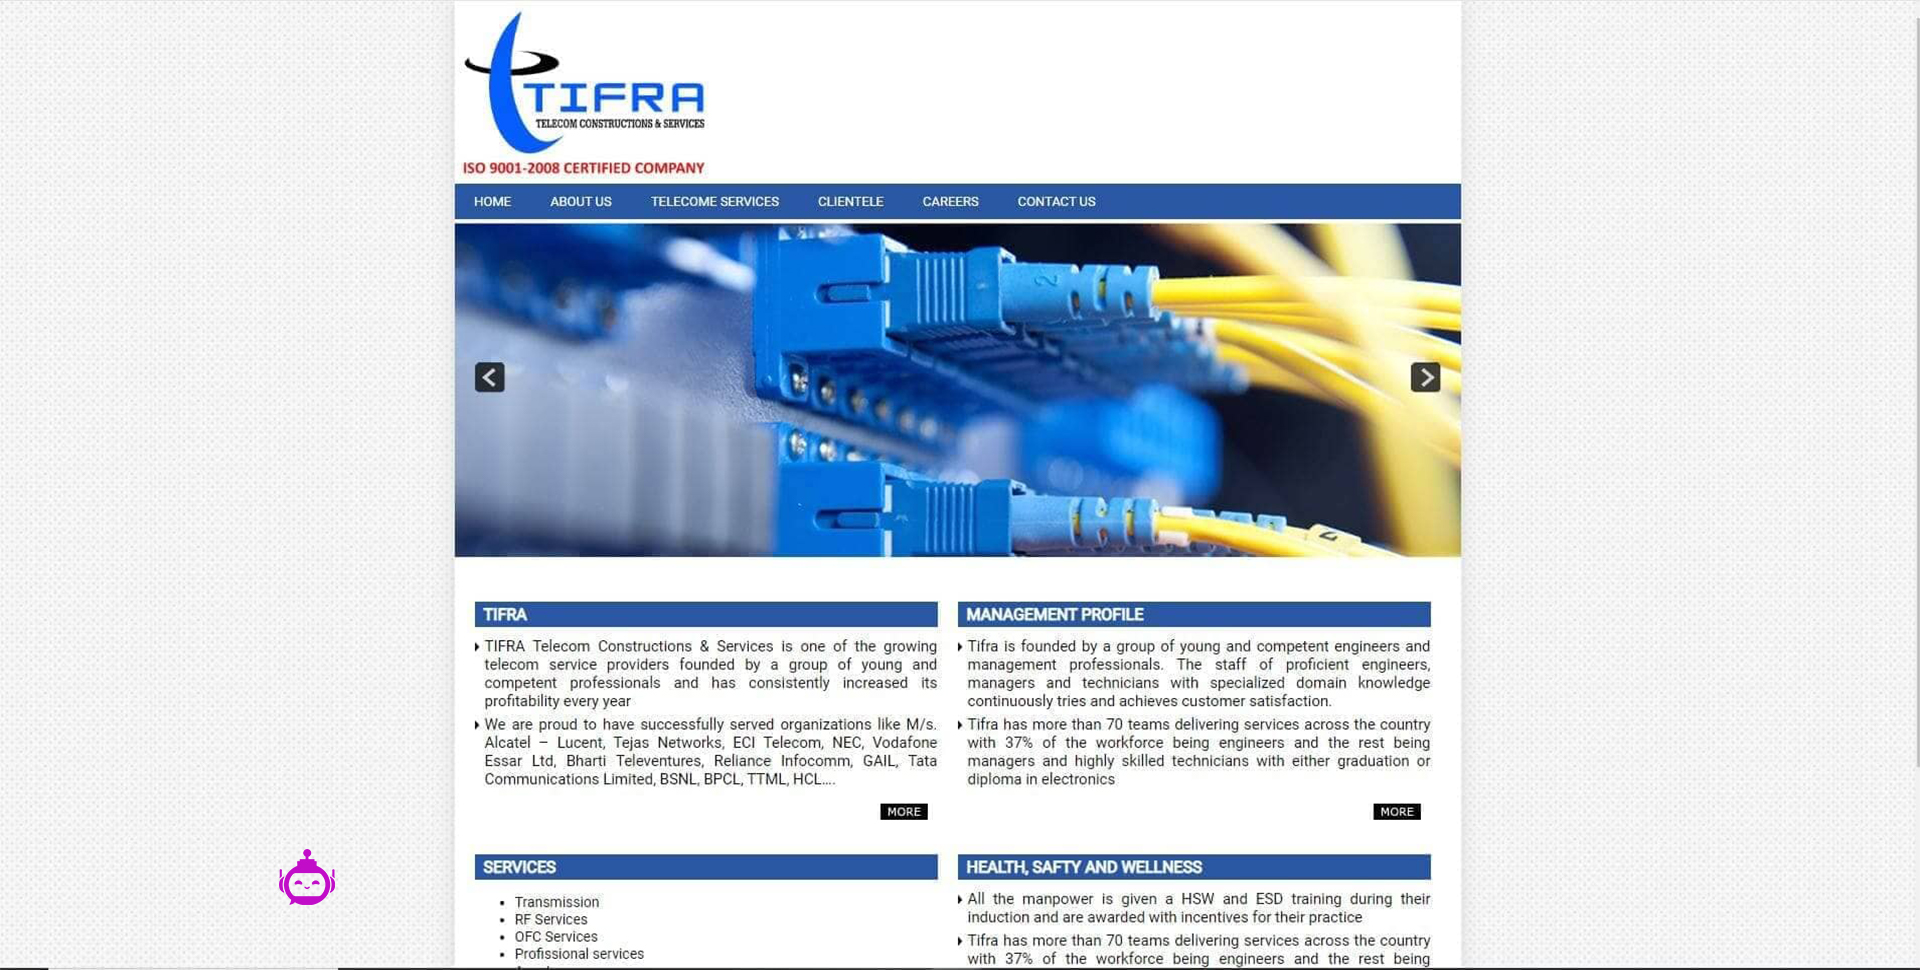 TIFRA
TELECOM CONSTRUCTIONS & SERVICES
ISO 9001-2008 CERTIFIED COMPANY
HOME ABOUT US TELECOME SERVICES CLIENTELE CAREERS CONTACT US
2
TIFRA
TIFRA Telecom Constructions & Services is one of the growing
telecom service providers founded by a group of young and
competent professionals and has consistently increased its
profitability every year
We are proud to have successfully served organizations like M/s.
Alcatel – Lucent, Tejas Networks, ECI Telecom, NEC, Vodafone
Essar Ltd, Bharti Televentures, Reliance Infocomm, GAIL, Tata
Communications Limited, BSNL, BPCL, TTML, HCL....
MORE
MANAGEMENT PROFILE
Tifra is founded by a group of young and competent engineers and
management professionals. The staff of proficient engineers,
managers and technicians with specialized domain knowledge
continuously tries and achieves customer satisfaction.
Tifra has more than 70 teams delivering services across the country
with 37% of the workforce being engineers and the rest being
managers and highly skilled technicians with either graduation or
diploma in electronics
MORE
SERVICES
• Transmission
• RF Services
• OFC Services
• Profissional services
HEALTH, SAFTY AND WELLNESS
All the manpower is given a HSW and ESD training during their
induction and are awarded with incentives for their practice
Tifra has more than 70 teams delivering services across the country
with 37% of the workforce being engineers and the rest being